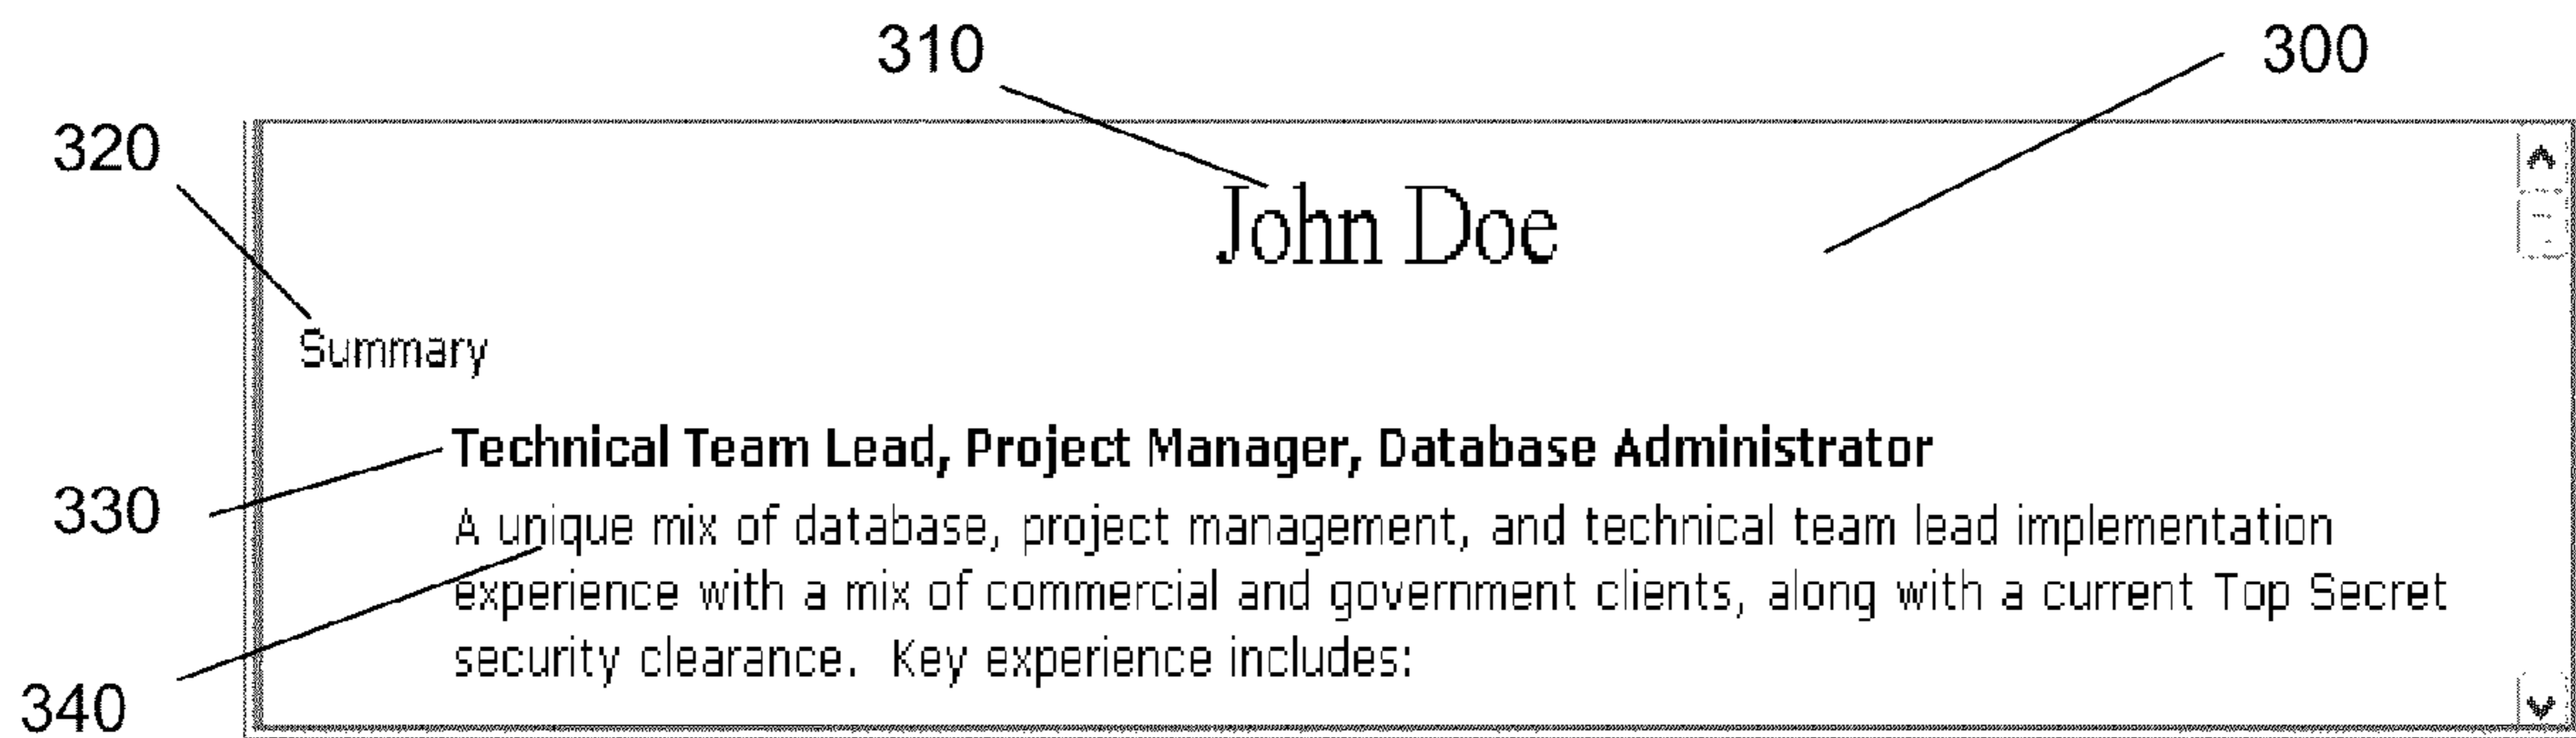 310
300
320
John Doe
Summary
Technical Team Lead, Project Manager, Database Administrator
330
A unique mix of database, project management, and technical team lead implementation
experience with a mix of commercial and government clients, along with a current Top Secret
security clearance.  Key experience includes:
340